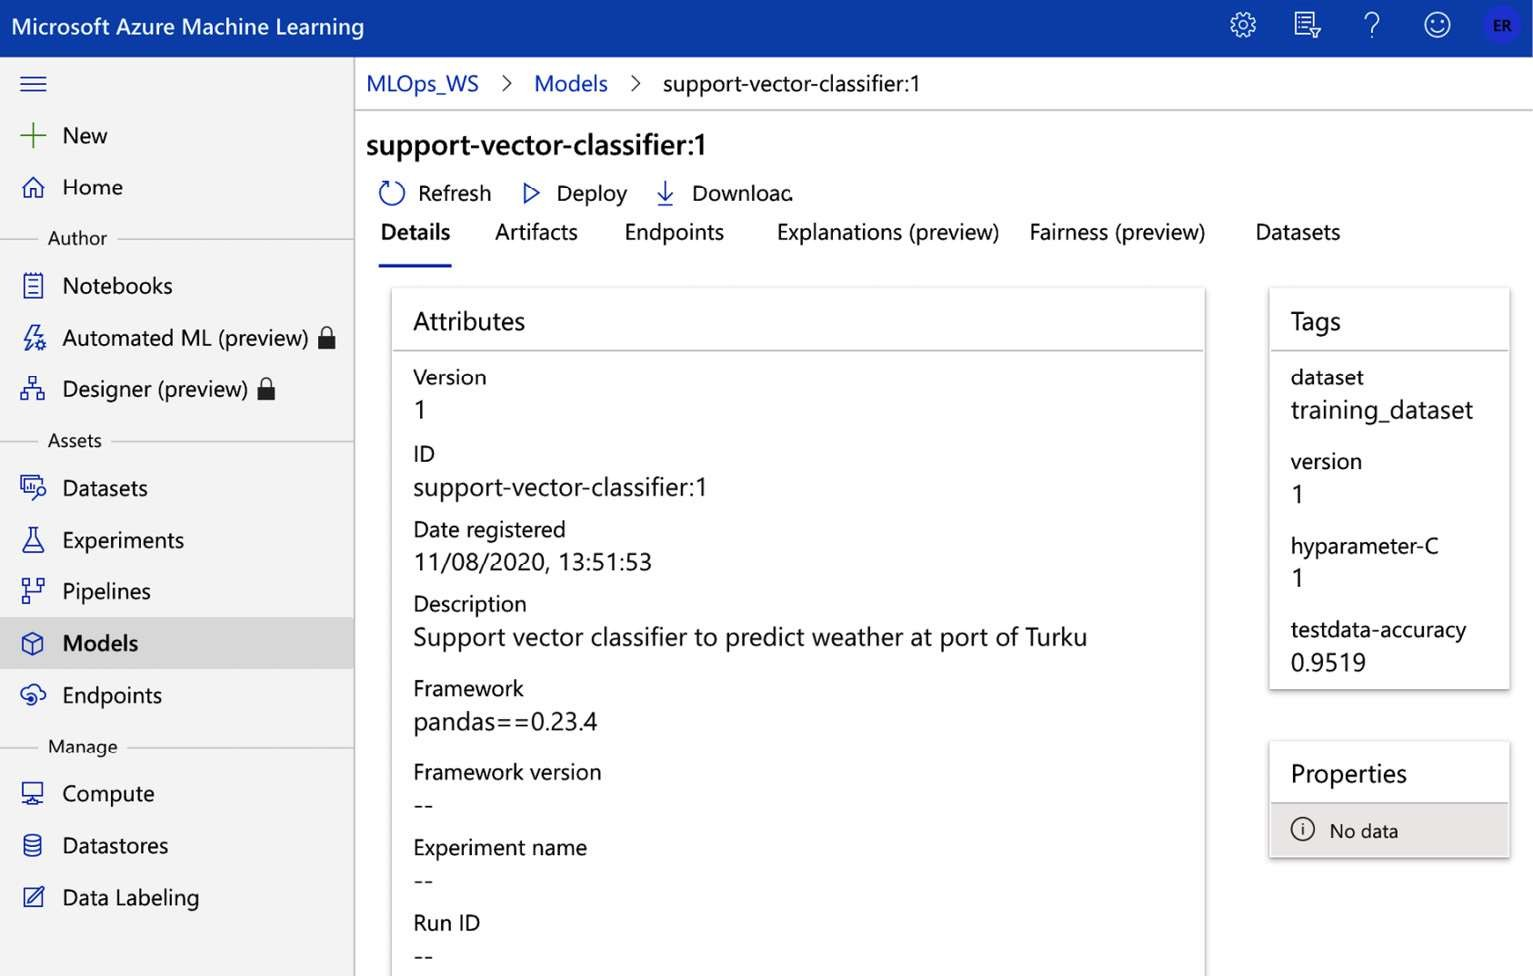 Microsoft Azure Machine Learning
ER
MLOps_WS > Models > support-vector-classifier:1
New
Home
Author
Notebooks
Automated ML (preview)
Designer (preview)
Assets
Datasets
Experiments
Pipelines
Models
Endpoints
Manage
Compute
Datastores
Data Labeling
support-vector-classifier:1
Refresh Deploy Download
Details Artifacts Endpoints Explanations (preview) Fairness (preview) Datasets
Attributes
Version
1
ID
support-vector-classifier:1
Date registered
11/08/2020, 13:51:53
Description
Support vector classifier to predict weather at port of Turku
Framework
pandas==0.23.4
Framework version
--
Experiment name
--
Run ID
--
Tags
dataset
training_dataset
version
1
hyparameter-C
1
testdata-accuracy
0.9519
Properties
No data